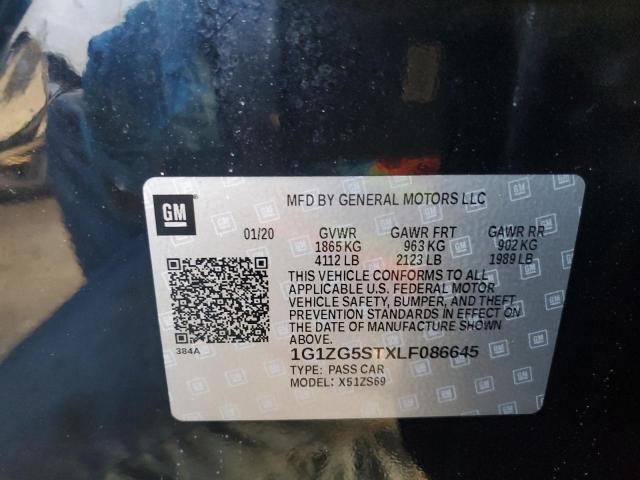 MFD BY GENERAL MOTORS LLC
GM
01/20 GVWR GAWR FRT GAWR RR
1865 KG 963 KG 902 KG
4112 LB 2123 LB 1989 LB
THIS VEHICLE CONFORMS TO ALL
APPLICABLE U.S. FEDERAL MOTOR
VEHICLE SAFETY, BUMPER, AND THEFT
PREVENTION STANDARDS IN EFFECT ON
THE DATE OF MANUFACTURE SHOWN
ABOVE.
384A
1G1ZG5STXLF086645
TYPE: PASS CAR
MODEL: X51ZS69